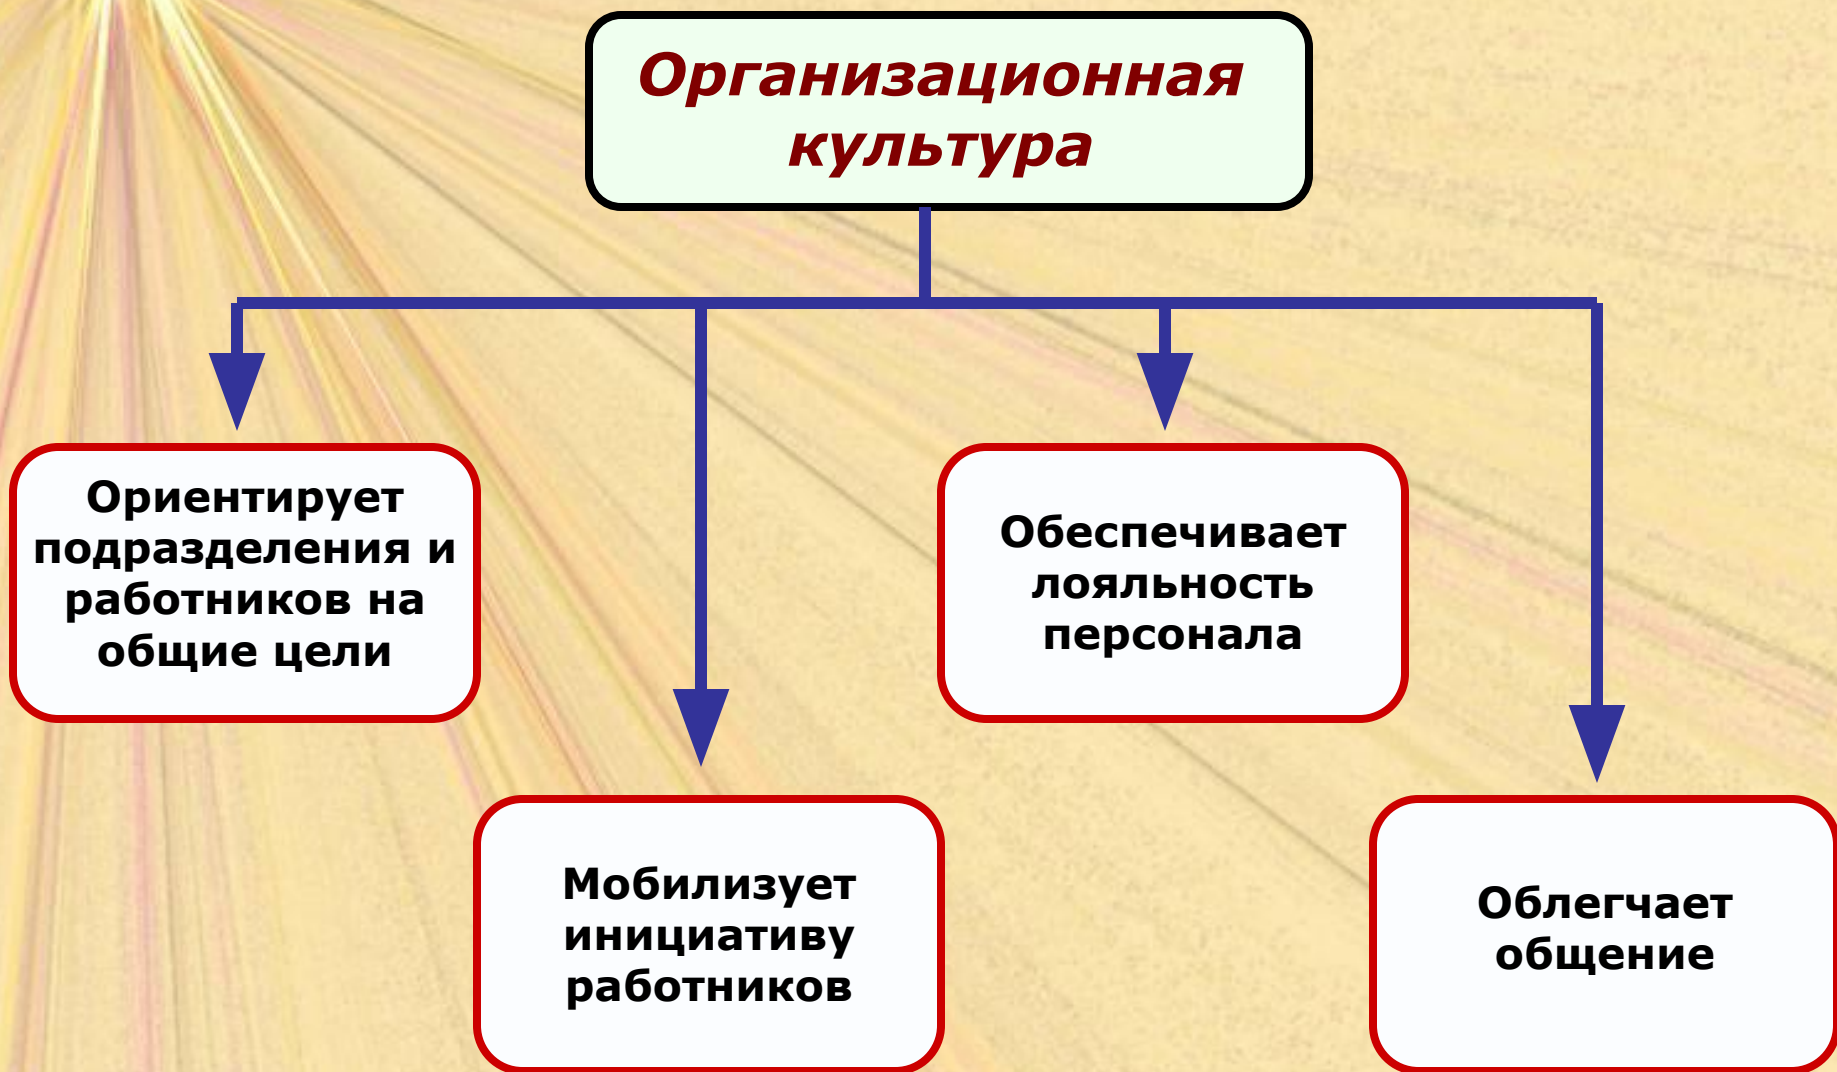 Организационная
культура
Ориентирует
подразделения и
работников на
общие цели
Мобилизует
инициативу
работников
Обеспечивает
лояльность
персонала
Облегчает
общение